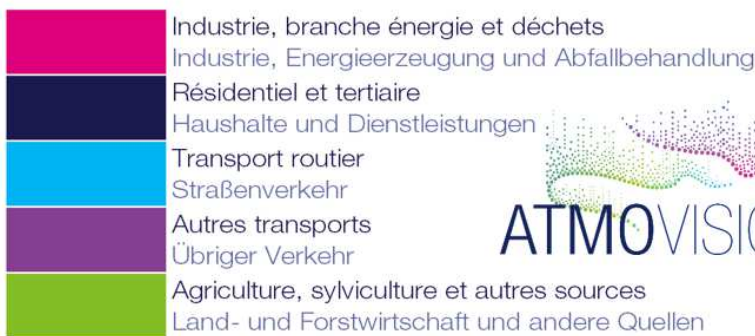 Industrie, branche énergie et déchets
Industrie, Energieerzeugung und Abfallbehandlung
Résidentiel et tertiaire
Haushalte und Dienstleistungen
Transport routier
Straßenverkehr
Autres transports
Übriger Verkehr
Agriculture, sylviculture et autres sources
Land- und Forstwirtschaft und andere Quellen
ATMOVISIO